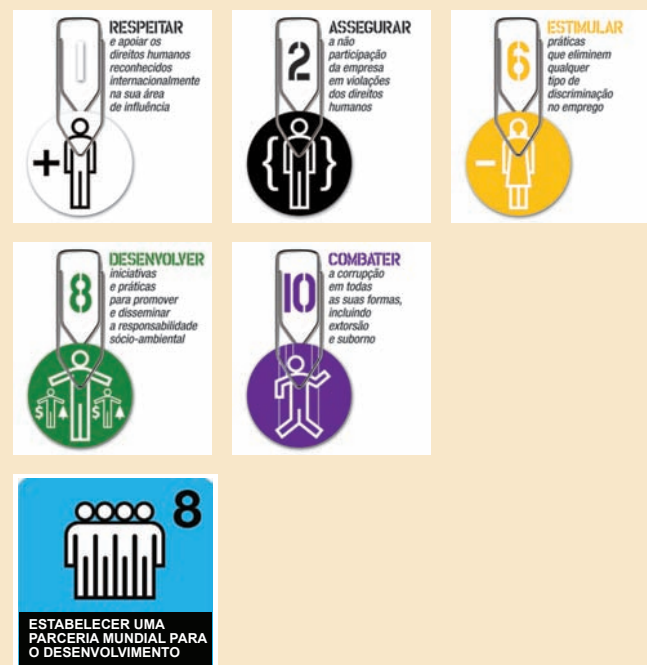 1
RESPEITAR
e apoiar os
direitos humanos
reconhecidos
internacionalmente
na sua área
de influência
2
ASSEGURAR
a não
participação
da empresa
em violações
dos direitos
humanos
6
ESTIMULAR
práticas
que eliminem
qualquer
tipo de
discriminação
no emprego
8
DESENVOLVER
iniciativas
e práticas
para promover
e disseminar
a responsabilidade
sócio-ambiental
$ $
10
COMBATER
a corrupção
em todas
as suas formas,
incluindo
extorsão
e suborno
8
ESTABELECER UMA
PARCERIA MUNDIAL PARA
O DESENVOLVIMENTO